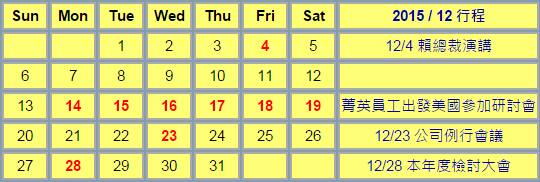 Sun Mon Tue Wed Thu Fri Sat 2015 / 12 行程
1 2 3 4 5 12/4 賴總裁演講
6 7 8 9 10 11 12
13 14 15 16 17 18 19 菁英員工出發美國參加研討會
20 21 22 23 24 25 26 12/23 公司例行會議
27 28 29 30 31 12/28 本年度檢討大會